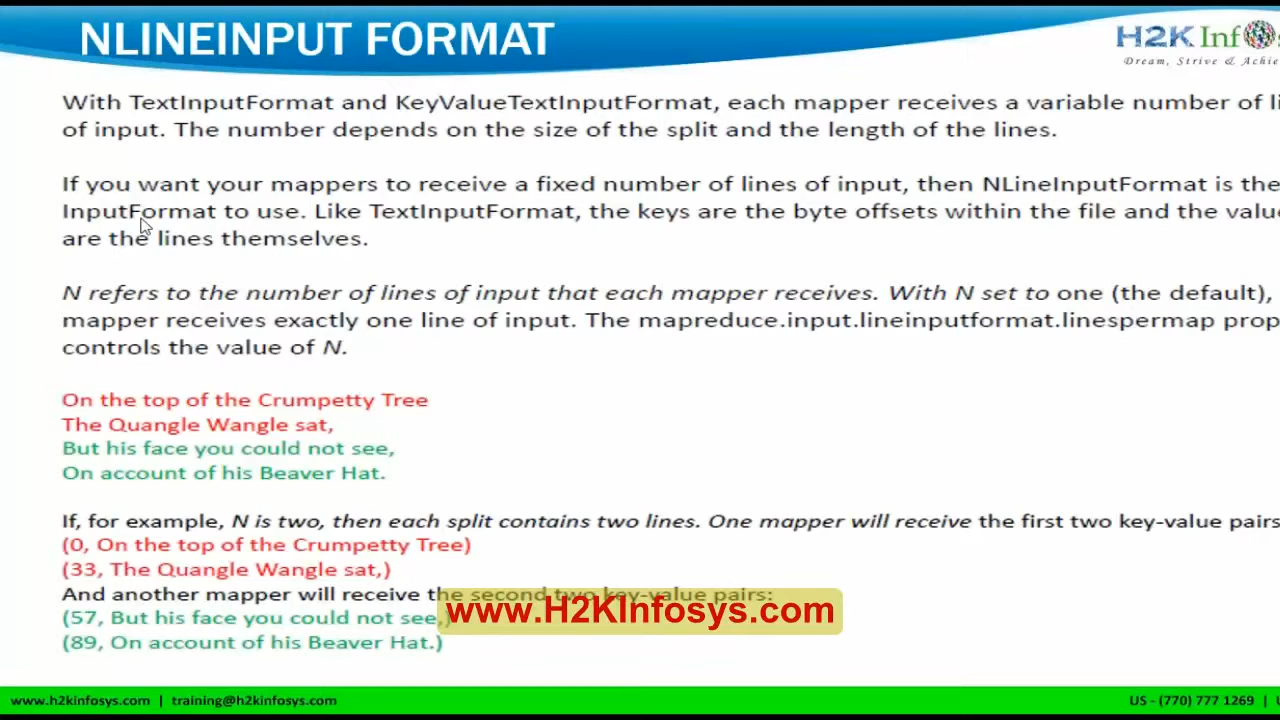 NLINEINPUT FORMAT
H2K Inf
Dream, Strive & Achie
With TextInputFormat and KeyValueTextInputFormat, each mapper receives a variable number of li
of input. The number depends on the size of the split and the length of the lines.
If you want your mappers to receive a fixed number of lines of input, then NLineInputFormat is the
InputFormat to use. Like TextInputFormat, the keys are the byte offsets within the file and the value
are the lines themselves.
N refers to the number of lines of input that each mapper receives. With N set to one (the default),
mapper receives exactly one line of input. The mapreduce.input.lineinputformat.linespermap prop
controls the value of N.
On the top of the Crumpetty Tree
The Quangle Wangle sat,
But his face you could not see,
On account of his Beaver Hat.
If, for example, N is two, then each split contains two lines. One mapper will receive the first two key-value pairs
(0, On the top of the Crumpetty Tree)
(33, The Quangle Wangle sat,)
And another mapper will receive the second two key-value pairs:
(57, But his face you could not see,)
www.H2KInfosys.com
(89, On account of his Beaver Hat.)
www.h2kinfosys.com | training@h2kinfosys.com
US - (770) 777 1269 |